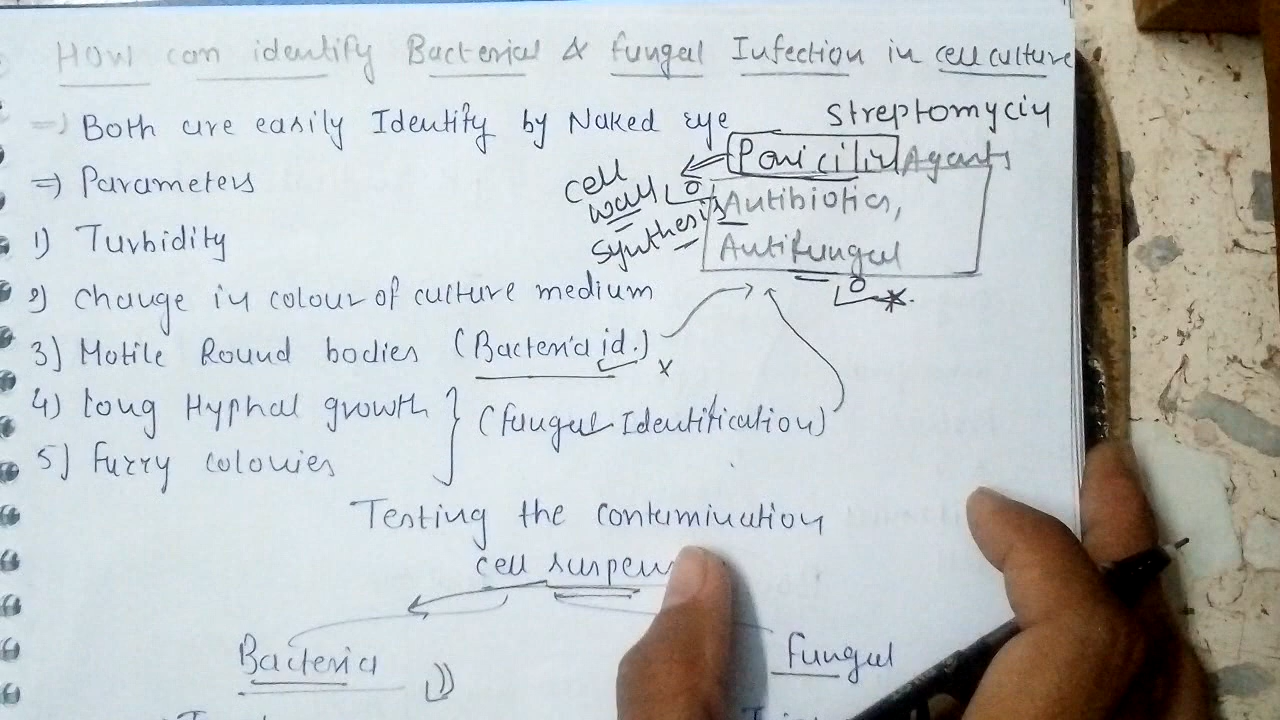 How can identify Bacterial & fungal Infection in cell culture
=) Both are easily Identify by Naked eye
Streptomycin
Penicilin Agents
=) Parameters
cell
wall
synthesis
Antibiotics,
Antifungal
1) Turbidity
2) Change in colour of culture medium
3) Motile Round bodies (Bacteria id.)
x
4) Long Hyphal growth
(fungal Identification)
5) Furry colonies
Testing the contamination
cell
Bacteria
Fungal